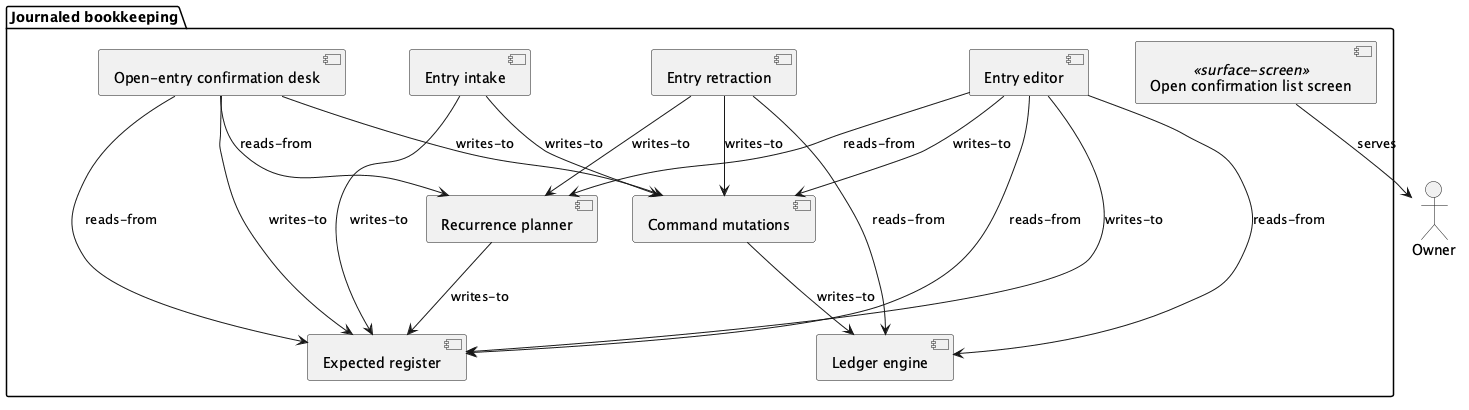 Journaled bookkeeping
Open-entry confirmation desk
Entry intake
Entry retraction
Entry editor
«surface-screen»
Open confirmation list screen
reads-from
writes-to
writes-to
writes-to
writes-to
reads-from
writes-to
serves
reads-from
writes-to
writes-to
Recurrence planner
Command mutations
reads-from
reads-from
writes-to
reads-from
Owner
writes-to
writes-to
Expected register
Ledger engine